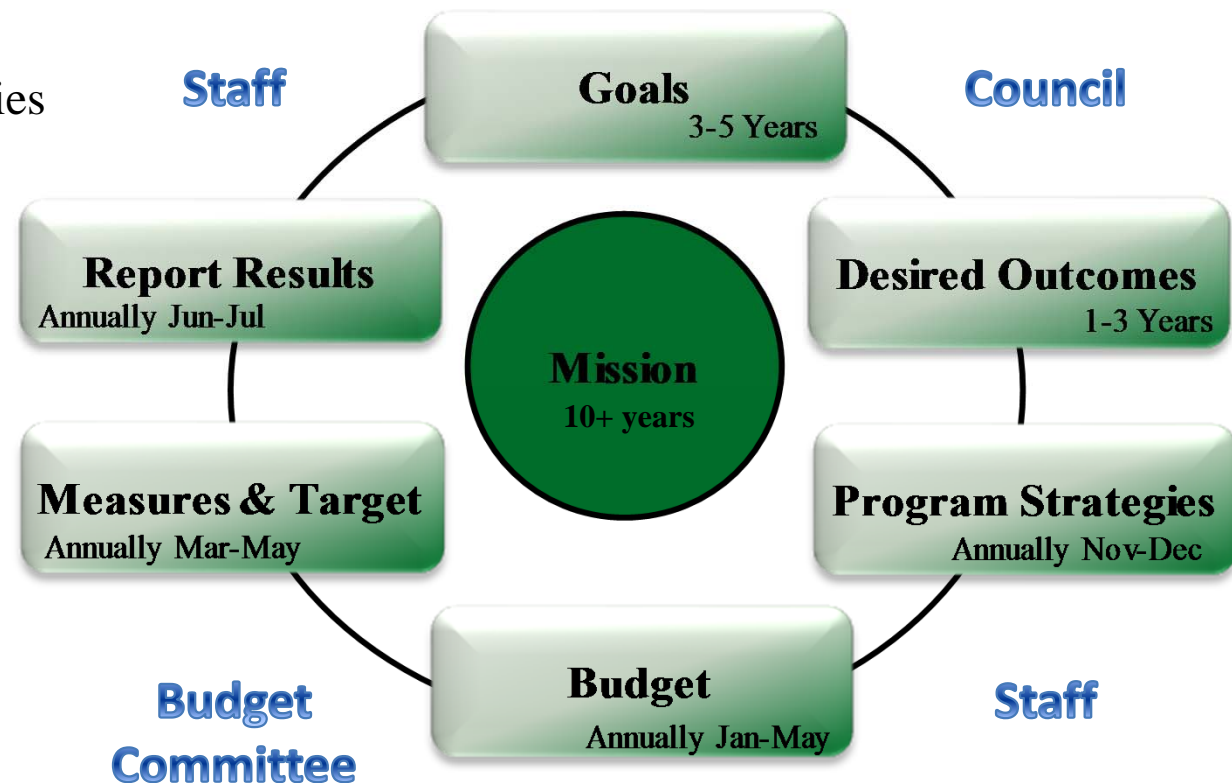 ies
Staff
Goals
3-5 Years
Council
Report Results
Annually Jun-Jul
Desired Outcomes
1-3 Years
Mission
10+ years
Measures & Target
Annually Mar-May
Program Strategies
Annually Nov-Dec
Budget
Annually Jan-May
Budget
Committee
Staff